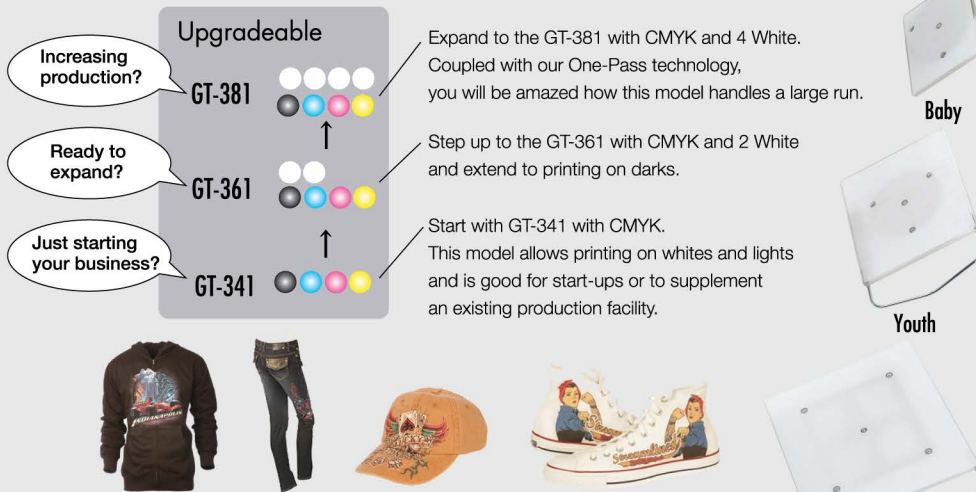 Upgradeable
Increasing
production?
GT-381
Expand to the GT-381 with CMYK and 4 White.
Coupled with our One-Pass technology,
you will be amazed how this model handles a large run.
Ready to
expand?
GT-361
Step up to the GT-361 with CMYK and 2 White
and extend to printing on darks.
Just starting
your business?
GT-341
Start with GT-341 with CMYK.
This model allows printing on whites and lights
and is good for start-ups or to supplement
an existing production facility.
Baby
Youth
INDIANAPOLIS
Streamliners